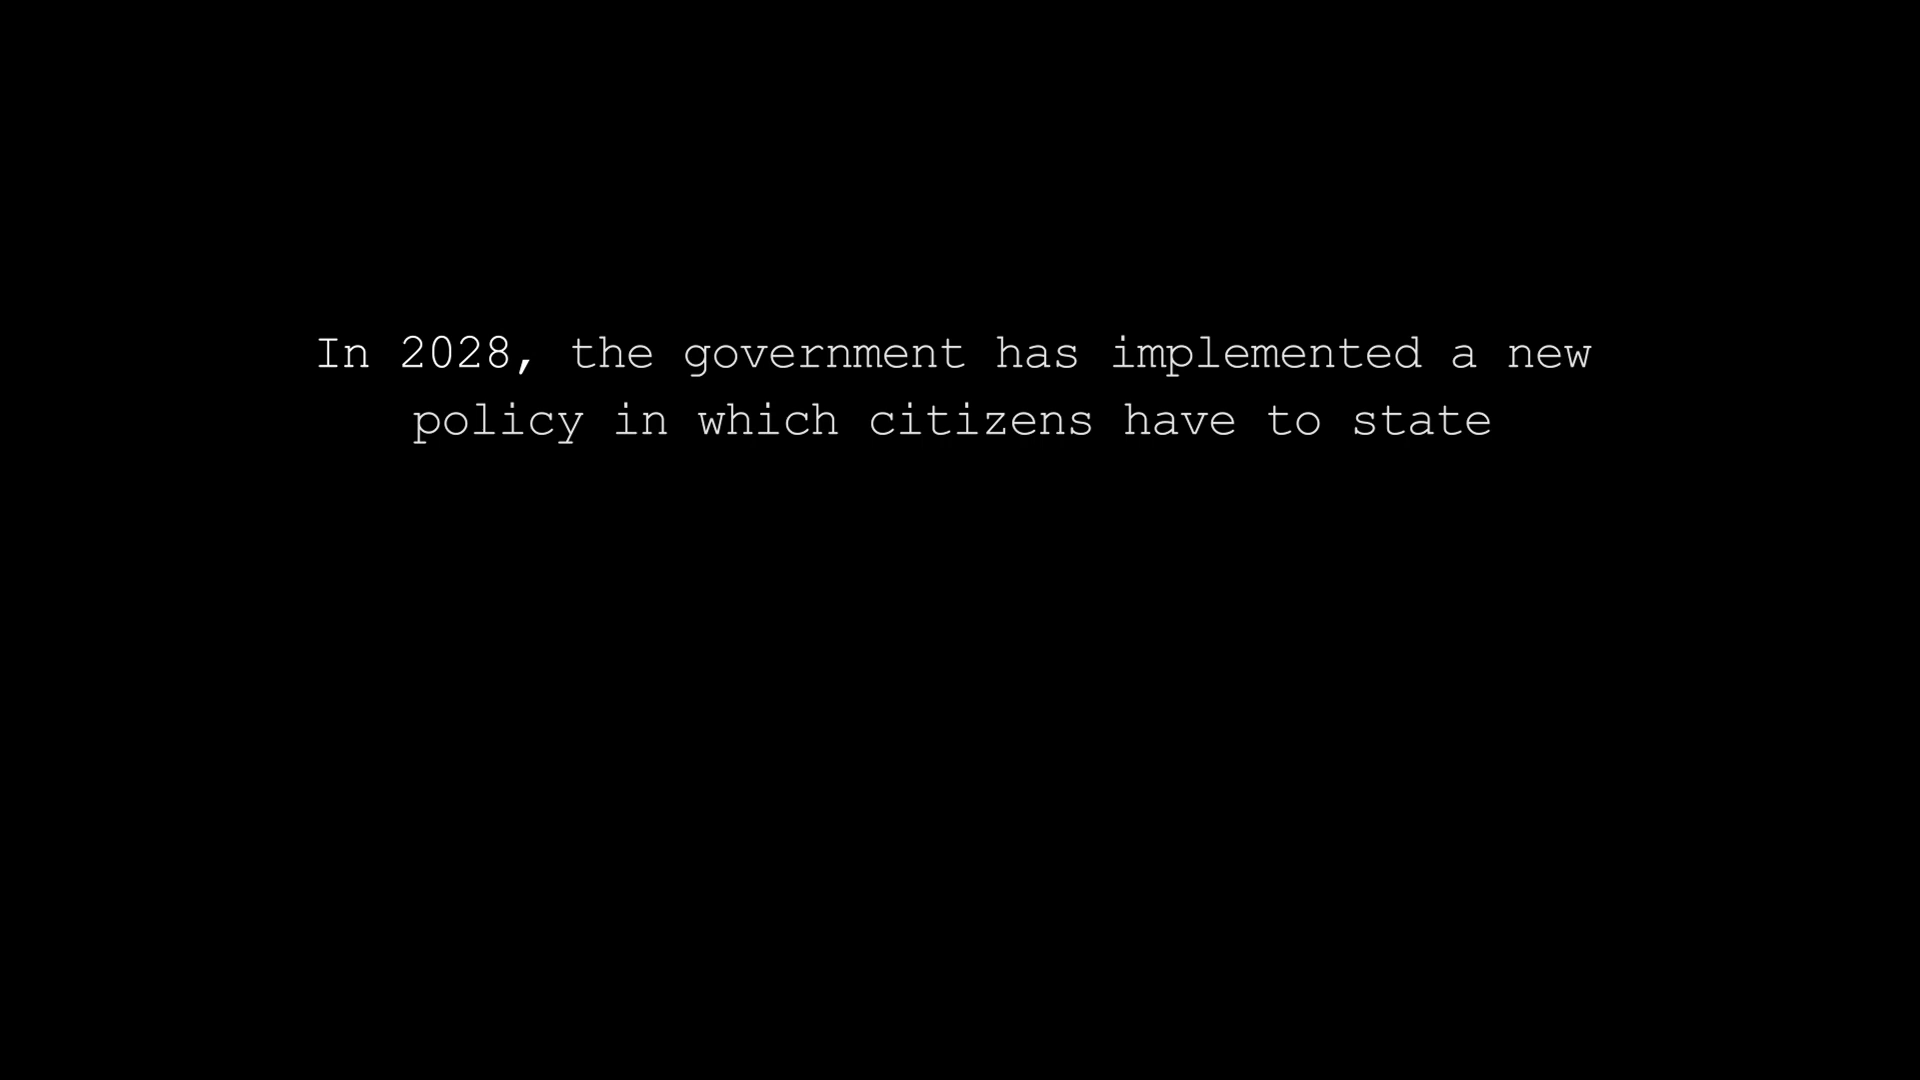 In 2028, the government has implemented a new
policy in which citizens have to state